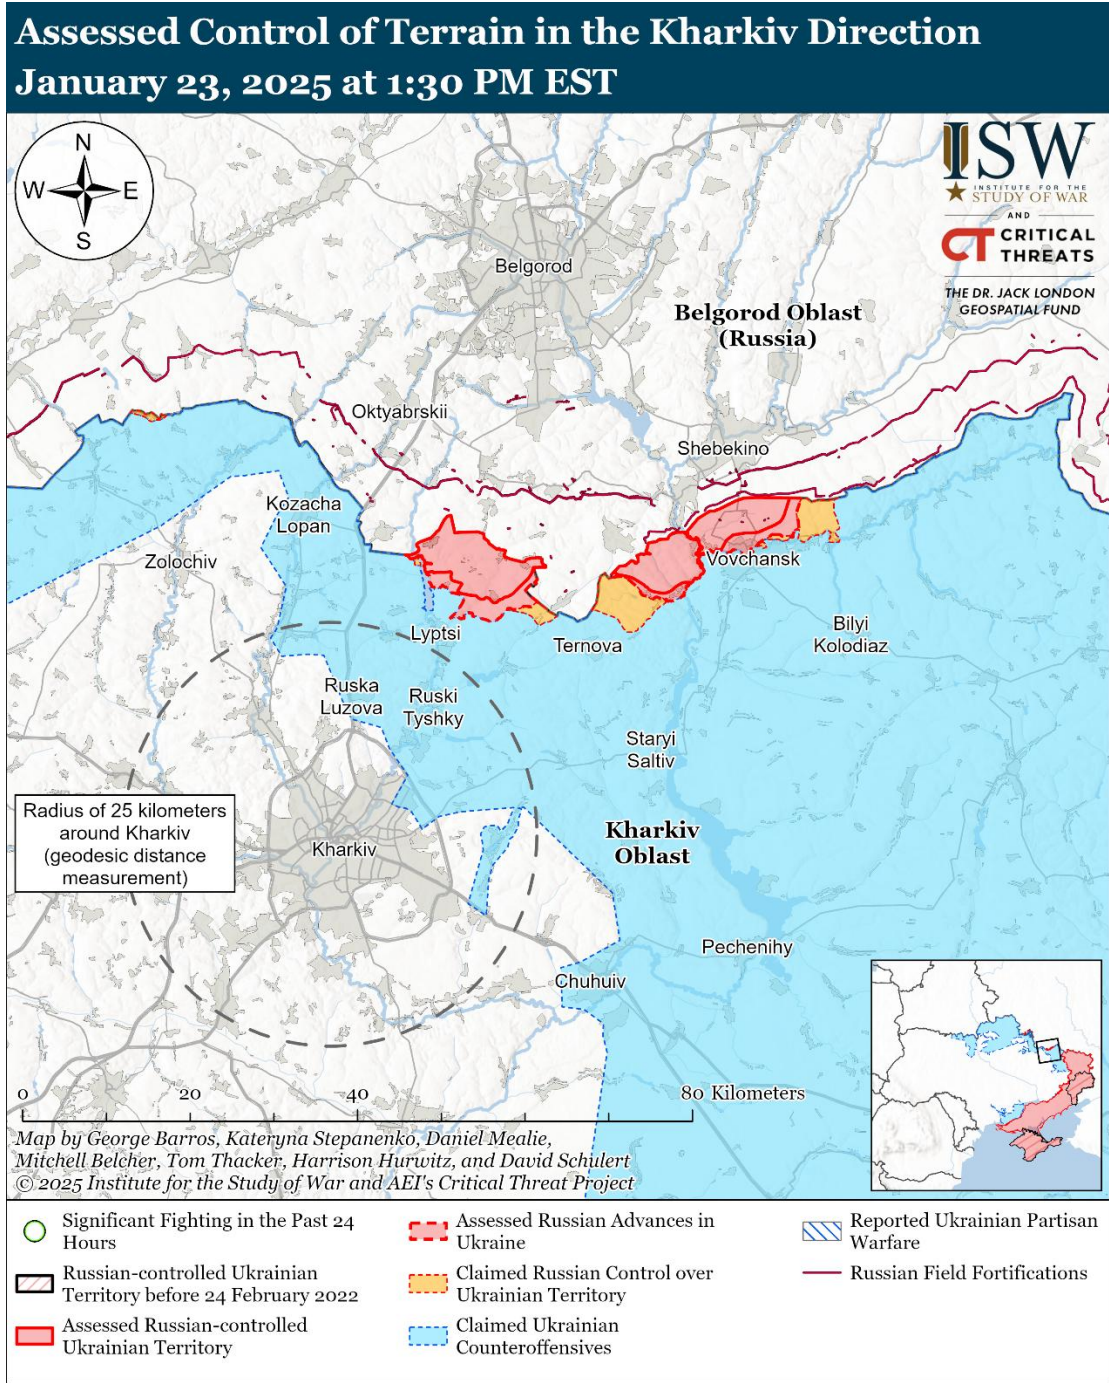 Assessed Control of Terrain in the Kharkiv Direction
January 23, 2025 at 1:30 PM EST
N
W
E
S
ISW
INSTITUTE FOR THE
STUDY OF WAR
AND
CT CRITICAL
THREATS
THE DR. JACK LONDON
GEOSPATIAL FUND
Belgorod
Belgorod Oblast
(Russia)
Oktyabrskii
Shebekino
Kozacha
Lopan
Zolochiv
Vovchansk
Lyptsi
Ternova
Bilyi
Kolodiaz
Ruska
Luzova
Ruski
Tyshky
Staryi
Saltiv
Radius of 25 kilometers
around Kharkiv
(geodesic distance
measurement)
Kharkiv
Kharkiv
Oblast
Pechenihy
Chuhuiv
0
20
40
80 Kilometers
Map by George Barros, Kateryna Stepanenko, Daniel Mealie,
Mitchell Belcher, Tom Thacker, Harrison Hurwitz, and David Schulert
© 2025 Institute for the Study of War and AEI's Critical Threat Project
Significant Fighting in the Past 24
Hours
Russian-controlled Ukrainian
Territory before 24 February 2022
Assessed Russian-controlled
Ukrainian Territory
Assessed Russian Advances in
Ukraine
Claimed Russian Control over
Ukrainian Territory
Claimed Ukrainian
Counteroffensives
Reported Ukrainian Partisan
Warfare
Russian Field Fortifications